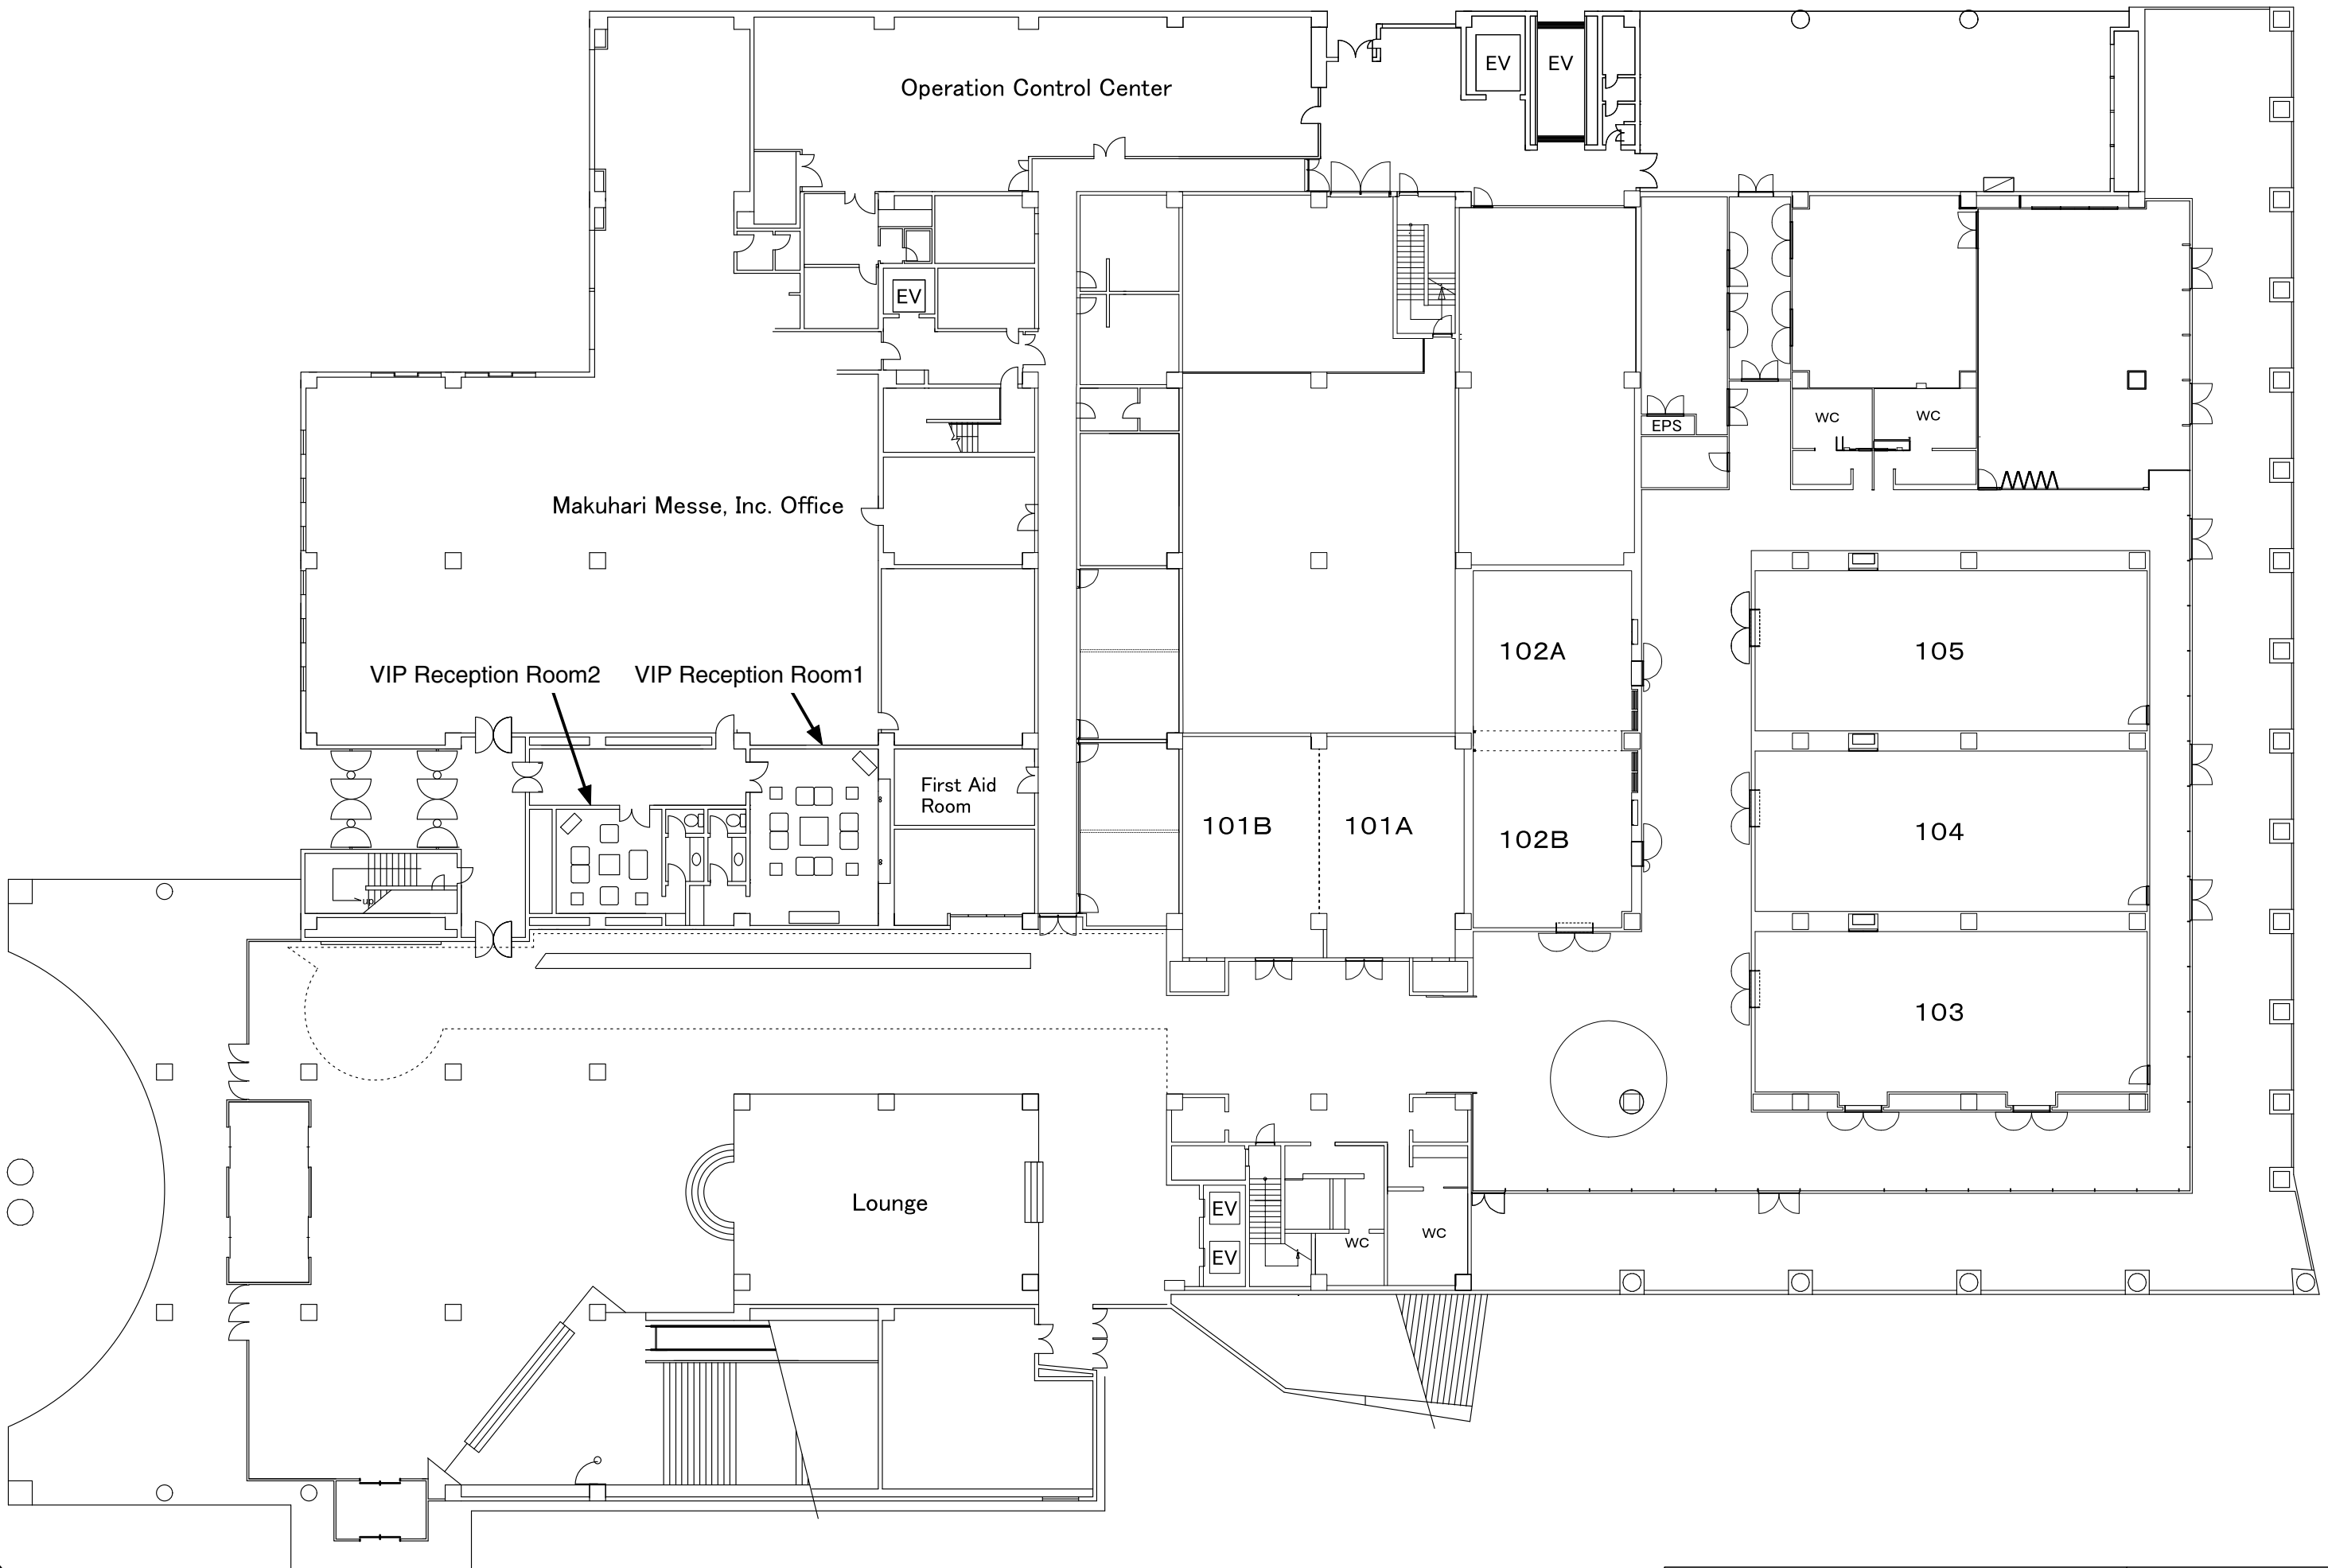 EV
EV
Operation Control Center
EV
WC
WC
EPS
Makuhari Messe, Inc. Office
102A
105
VIP Reception Room2
VIP Reception Room1
First Aid
Room
101B
101A
102B
104
up
103
Lounge
EV
EV
WC
WC